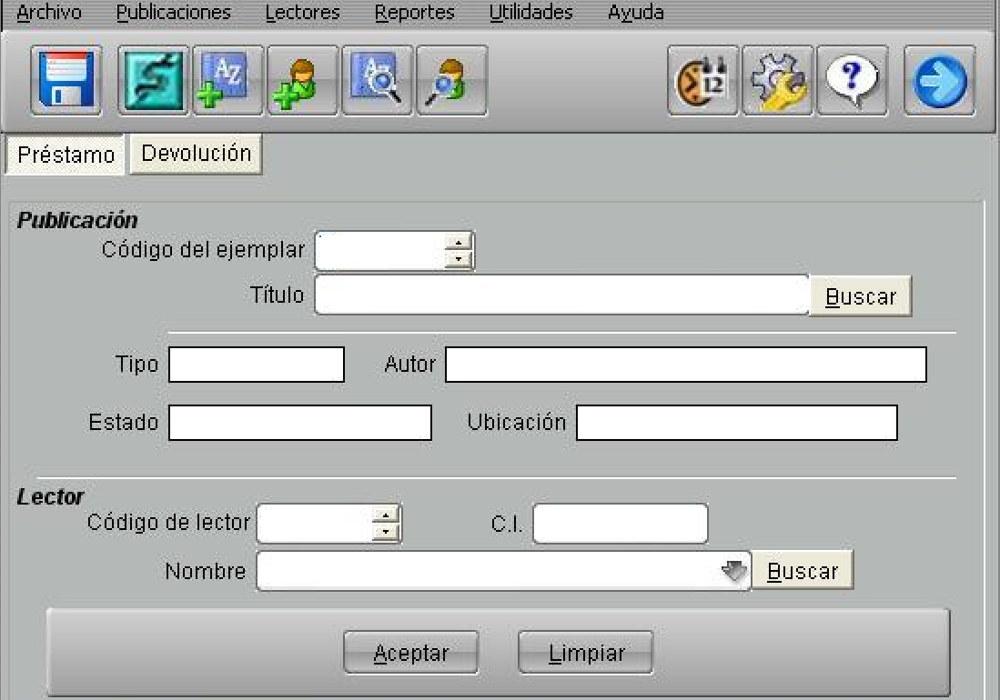 Archivo Publicaciones Lectores Reportes Utilidades Ayuda
AZ 12 ?
Préstamo Devolución
Publicación
Código del ejemplar
Título Buscar
Tipo Autor
Estado Ubicación
Lector
Código de lector C.I.
Nombre Buscar
Aceptar Limpiar